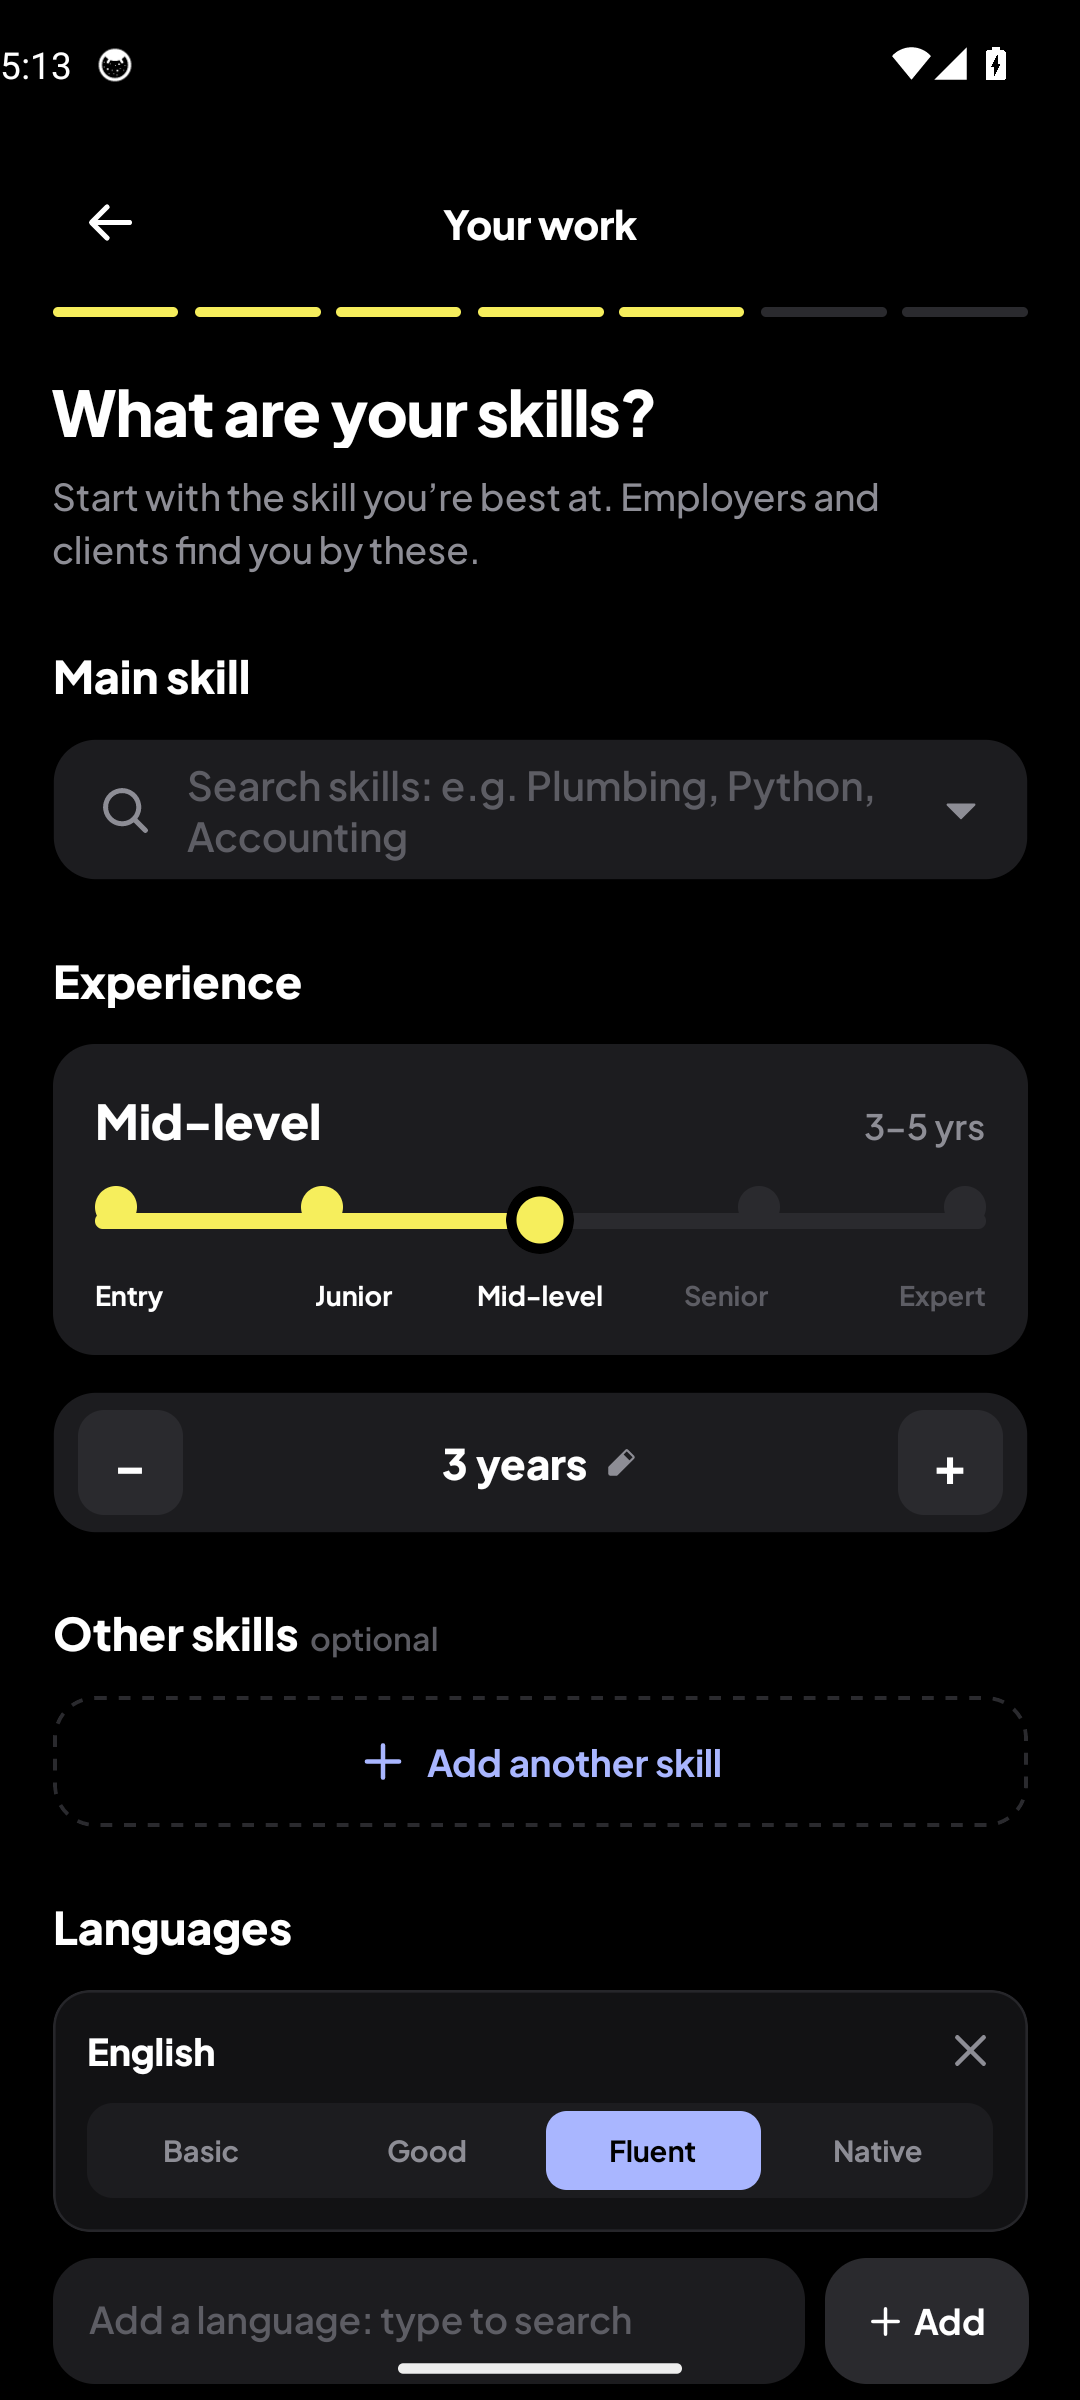 5:13
Your work
What are your skills?
Start with the skill you’re best at. Employers and
clients find you by these.
Main skill
Search skills: e.g. Plumbing, Python,
Accounting
Experience
Mid-level
3–5 yrs
Entry
Junior
Mid-level
Senior
Expert
–
3 years
+
Other skills optional
+ Add another skill
Languages
English
Basic
Good
Fluent
Native
Add a language: type to search
+ Add